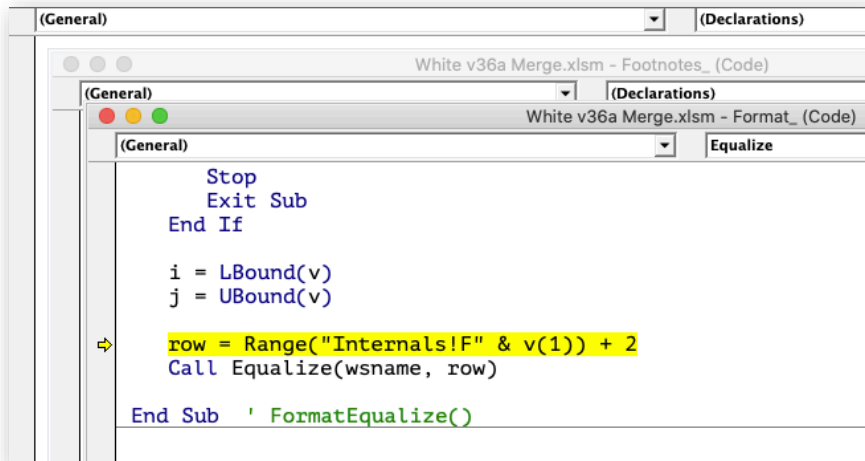 (General) (Declarations)
White v36a Merge.xlsm - Footnotes_ (Code)
(General) (Declarations)
White v36a Merge.xlsm - Format_ (Code)
(General) Equalize
Stop
Exit Sub
End If
i = LBound(v)
j = UBound(v)
row = Range("Internals!F" & v(1)) + 2
Call Equalize(wsname, row)
End Sub ' FormatEqualize()